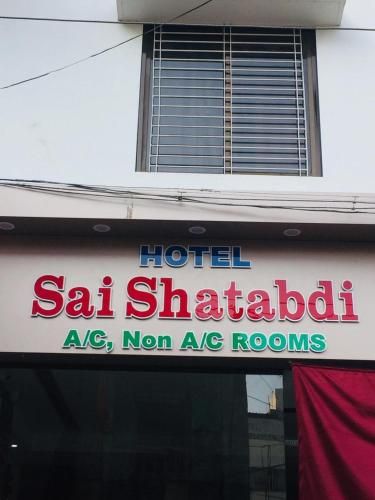 HOTEL
Sai Shatabdi
A/C, Non A/C ROOMS